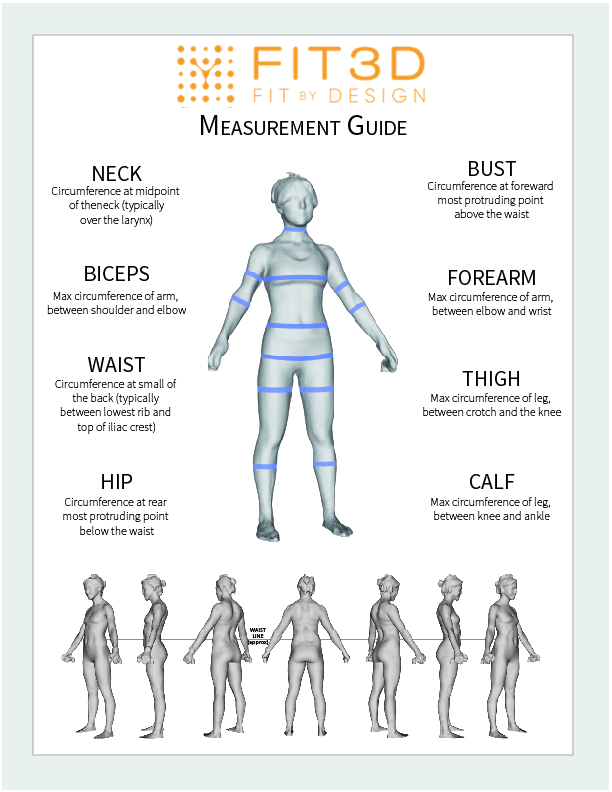 FIT3D
FIT BY DESIGN
MEASUREMENT GUIDE
NECK
Circumference at midpoint
of theneck (typically
over the larynx)
BICEPS
Max circumference of arm,
between shoulder and elbow
WAIST
Circumference at small of
the back (typically
between lowest rib and
top of iliac crest)
HIP
Circumference at rear
most protruding point
below the waist
BUST
Circumference at foreward
most protruding point
above the waist
FOREARM
Max circumference of arm,
between elbow and wrist
THIGH
Max circumference of leg,
between crotch and the knee
CALF
Max circumference of leg,
between knee and ankle
WAIST
LINE
(approx)